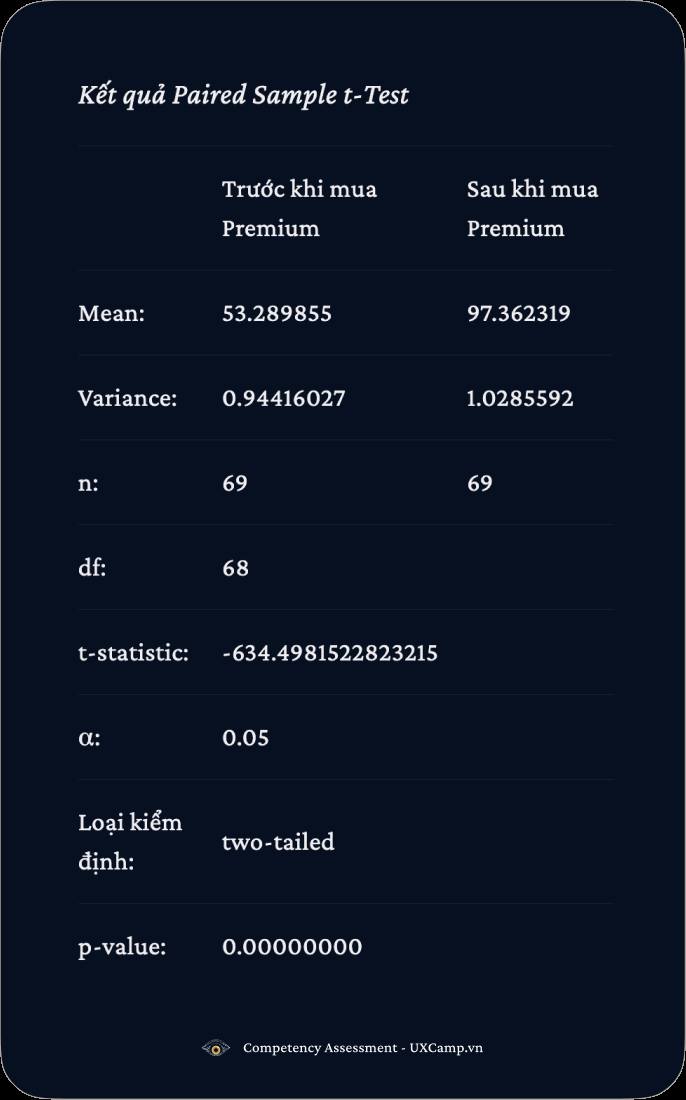 Kết quả Paired Sample t-Test
Trước khi mua Sau khi mua
Premium Premium
Mean: 53.289855 97.362319
Variance: 0.94416027 1.0285592
n: 69 69
df: 68
t-statistic: -634.4981522823215
α: 0.05
Loại kiểm
định: two-tailed
p-value: 0.00000000
Competency Assessment - UXCamp.vn